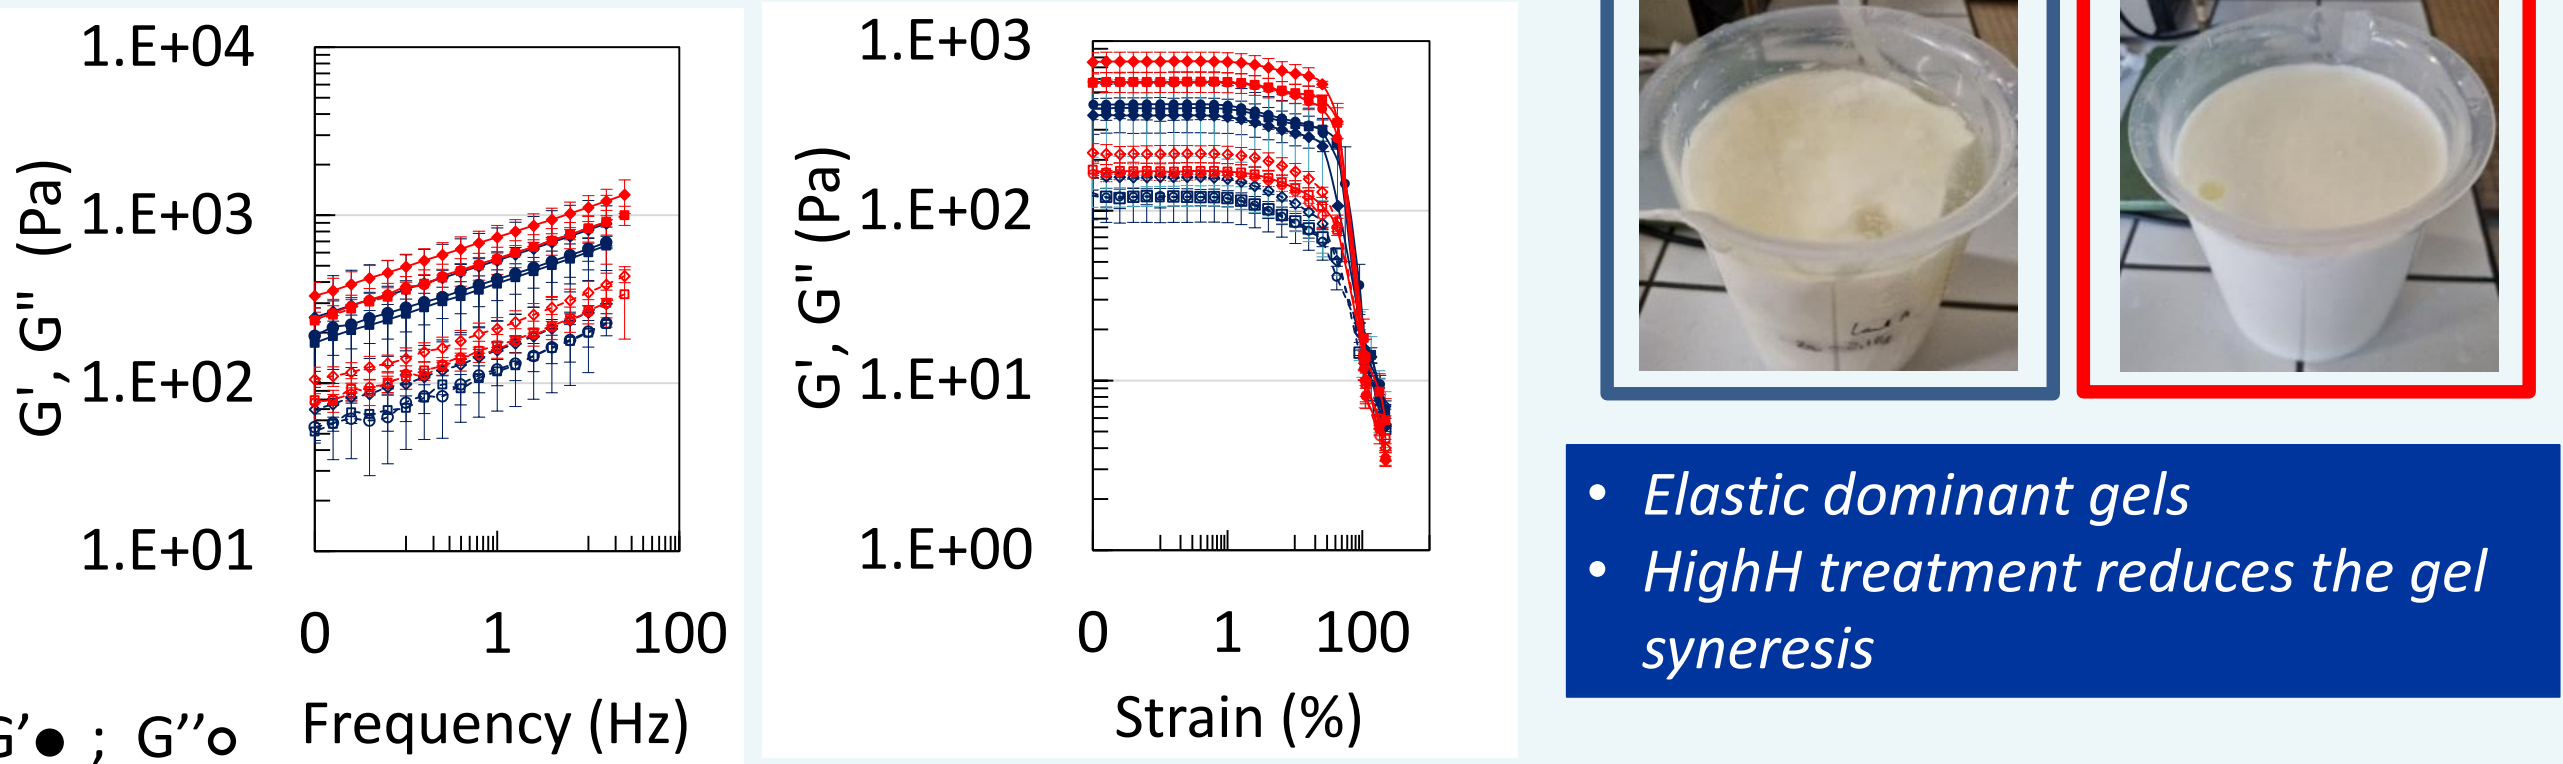 1.E+04
1.E+03
1.E+02
1.E+01
G', G" (Pa)
0 1 100
Frequency (Hz)
G’● ; G’’○
1.E+03
1.E+02
1.E+01
1.E+00
G', G" (Pa)
0 1 100
Strain (%)
• Elastic dominant gels
• HighH treatment reduces the gel
syneresis